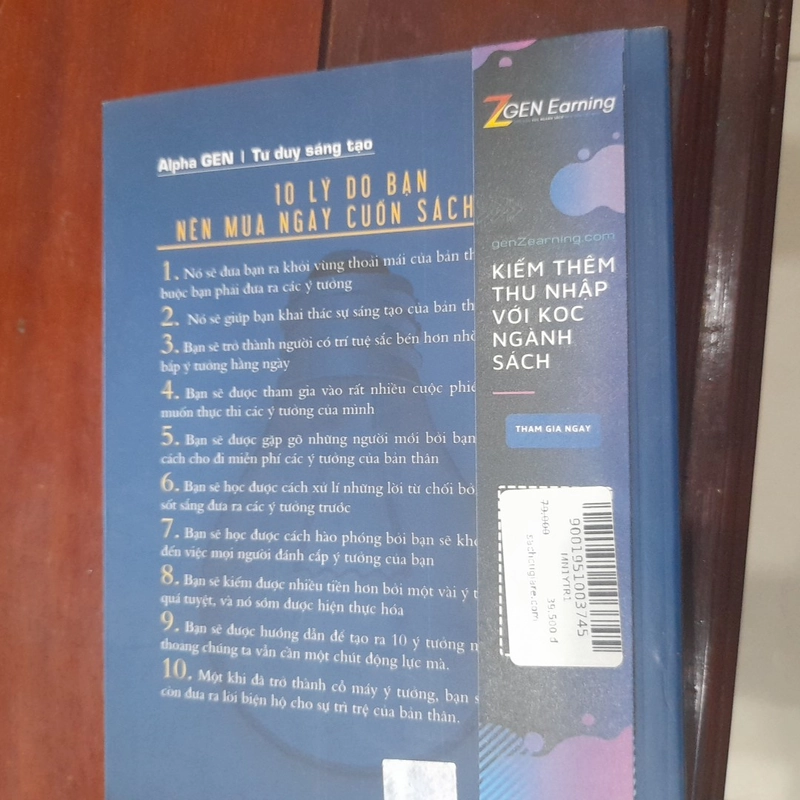 Alpha GEN | Tư duy sáng tạo
10 LÝ DO BẠN
NÊN MUA NGAY CUỐN SÁCH
1. Nó sẽ đưa bạn ra khỏi vùng thoải mái của bản th
buộc bạn phải đưa ra các ý tưởng
2. Nó sẽ giúp bạn khai thác sự sáng tạo của bản th
3. Bạn sẽ trở thành người có trí tuệ sắc bén hơn nhờ
bắp ý tưởng hằng ngày
4. Bạn sẽ được tham gia vào rất nhiều cuộc phiê
muốn thực thi các ý tưởng của mình
5. Bạn sẽ được gặp gỡ những người mới bởi bạn
cách cho đi miễn phí các ý tưởng của bản thân
6. Bạn sẽ học được cách xử lí những lời từ chối bở
sốt sắng đưa ra các ý tưởng trước
7. Bạn sẽ học được cách hào phóng bởi bạn sẽ khô
đến việc mọi người đánh cắp ý tưởng của bạn
8. Bạn sẽ kiếm được nhiều tiền hơn bởi một vài ý t
quá tuyệt, và nó sớm được hiện thực hóa
9. Bạn sẽ được hướng dẫn để tạo ra 10 ý tưởng m
thoảng chúng ta vẫn cần một chút động lực mà.
10. Một khi đã trở thành cỗ máy ý tưởng, bạn s
còn đưa ra lời biện hộ cho sự trì trệ của bản thân.
ZGEN Earning
genZearning.com
KIẾM THÊM
THU NHẬP
VỚI KOC
NGÀNH
SÁCH
THAM GIA NGAY
79,000
sachcugiare.com
39,500 đ
9001951003745
MN1YTR1